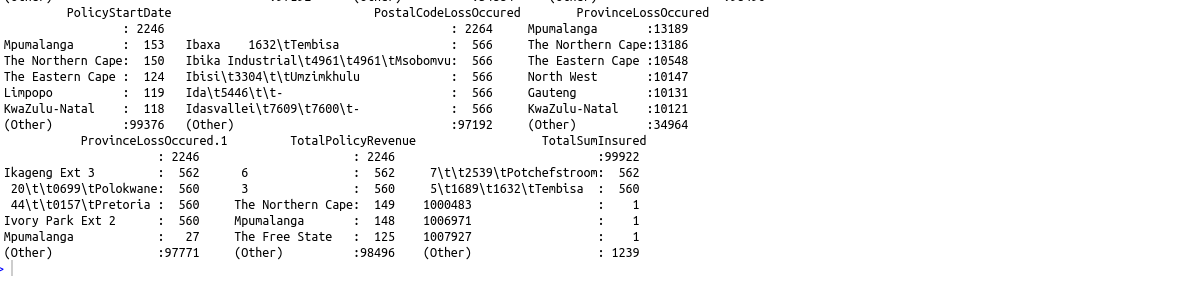 PolicyStartDate PostalCodeLossOccured ProvinceLossOccured
: 2246 : 2264 Mpumalanga :13189
Mpumalanga : 153 Ibaxa 1632\tTembisa : 566 The Northern Cape:13186
The Northern Cape: 150 Ibika Industrial\t4961\t4961\tMsobomvu: 566 The Eastern Cape :10548
The Eastern Cape : 124 Ibisi\t3304\t\tUmzimkhulu : 566 North West :10147
Limpopo : 119 Ida\t5446\t\t- : 566 Gauteng :10131
KwaZulu-Natal : 118 Idasvallei\t7609\t7600\t- : 566 KwaZulu-Natal :10121
(Other) :99376 (Other) :97192 (Other) :34964
ProvinceLossOccured.1 TotalPolicyRevenue TotalSumInsured
: 2246 : 2246 :99922
Ikageng Ext 3 : 562 6 : 562 7\t\t2539\tPotchefstroom: 562
20\t\t0699\tPolokwane: 560 3 : 560 5\t1689\t1632\tTembisa : 560
44\t\t0157\tPretoria : 560 The Northern Cape: 149 1000483 : 1
Ivory Park Ext 2 : 560 Mpumalanga : 148 1006971 : 1
Mpumalanga : 27 The Free State : 125 1007927 : 1
(Other) :97771 (Other) :98496 (Other) : 1239
>